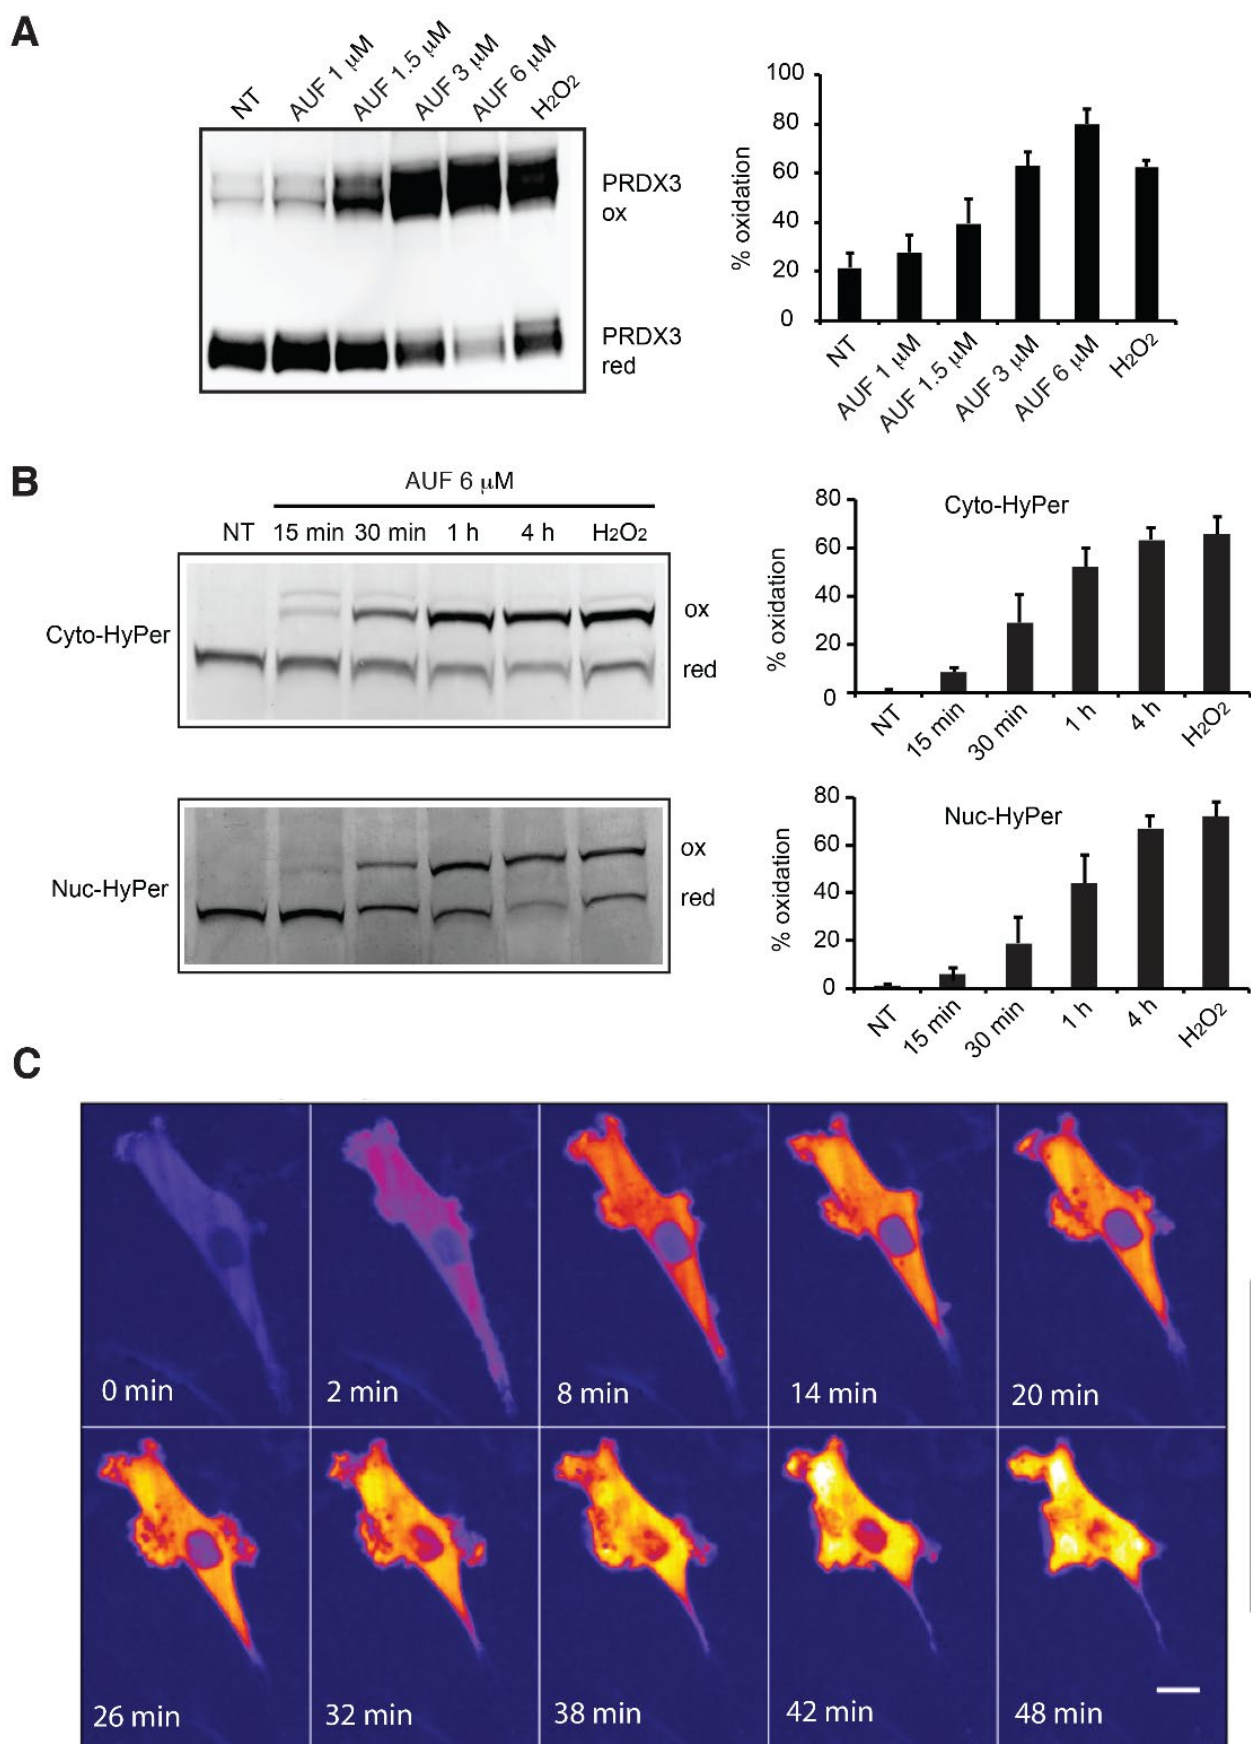 A
NT
AUF 1 µM
AUF 1.5 µM
AUF 3 µM
AUF 6 µM
H2O2
PRDX3
ox
PRDX3
red
100
80
60
40
20
0
% oxidation
NT
AUF 1 µM
AUF 1.5 µM
AUF 3 µM
AUF 6 µM
H2O2
B
AUF 6 µM
NT 15 min 30 min 1 h 4 h H2O2
Cyto-HyPer
ox
red
Cyto-HyPer
80
60
40
20
0
% oxidation
NT
15 min
30 min
1 h
4 h
H2O2
Nuc-HyPer
ox
red
Nuc-HyPer
80
60
40
20
0
% oxidation
NT
15 min
30 min
1 h
4 h
H2O2
C
0 min
2 min
8 min
14 min
20 min
26 min
32 min
38 min
42 min
48 min